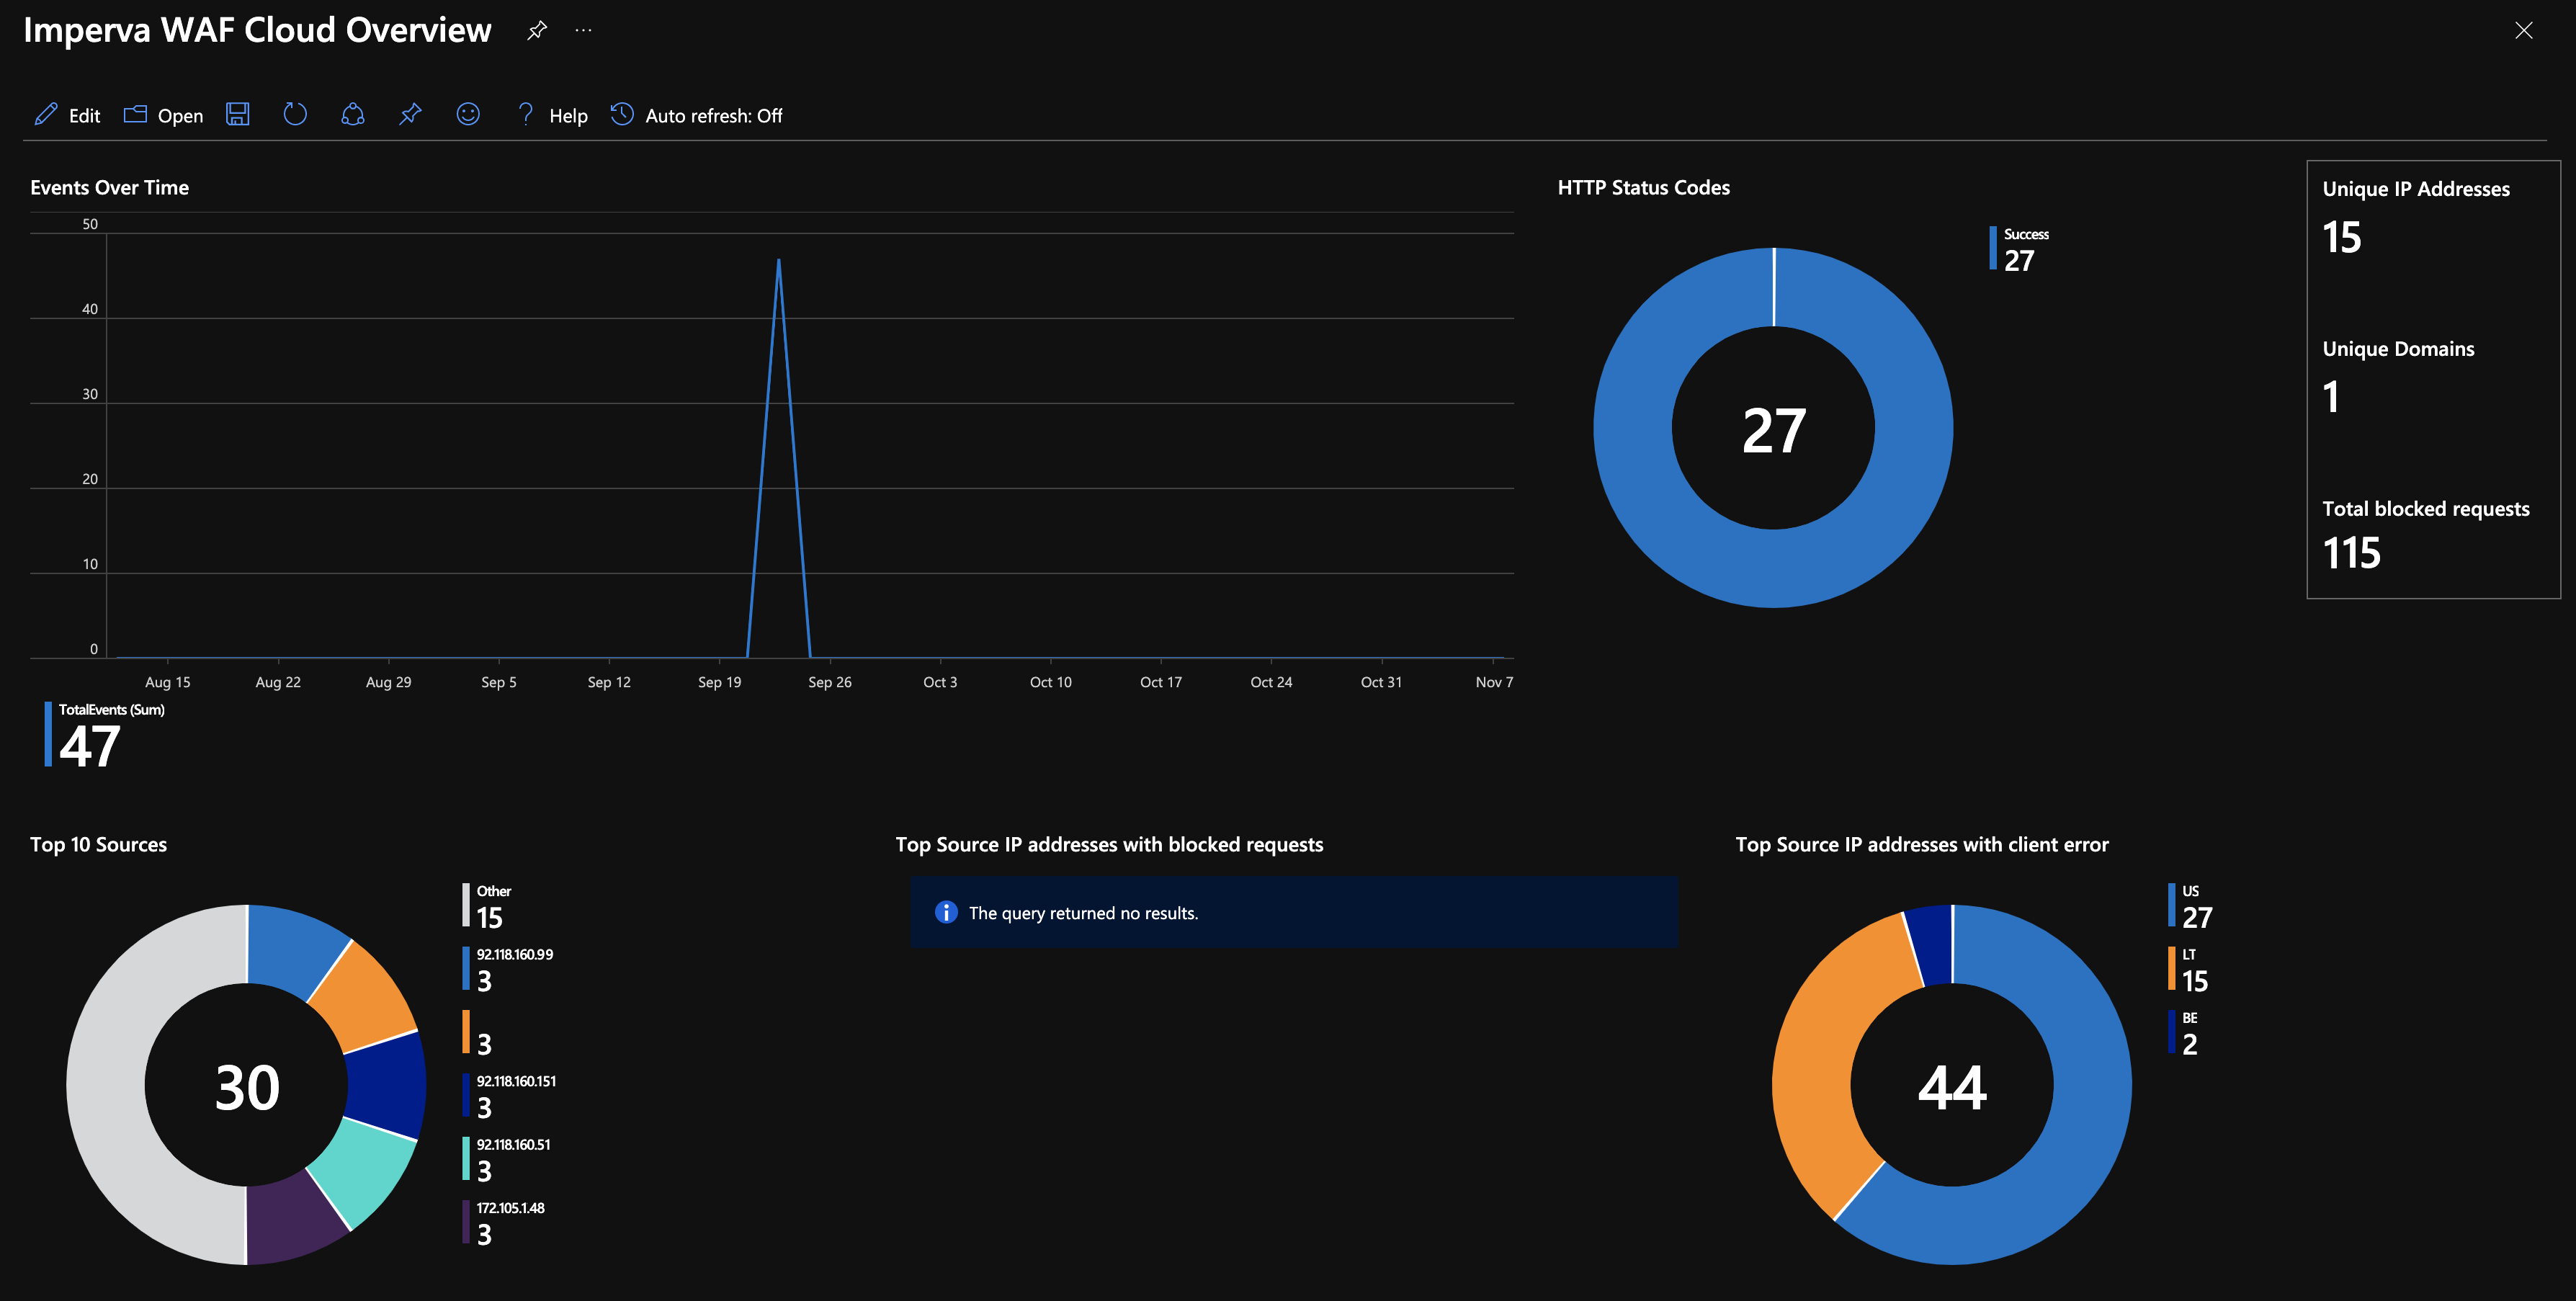 Imperva WAF Cloud Overview
Edit
Open
Help
Auto refresh: Off
Events Over Time
50
40
30
20
10
0
Aug 15
Aug 22
Aug 29
Sep 5
Sep 12
Sep 19
Sep 26
Oct 3
Oct 10
Oct 17
Oct 24
Oct 31
Nov 7
TotalEvents (Sum)
47
HTTP Status Codes
Success
27
27
Unique IP Addresses
15
Unique Domains
1
Total blocked requests
115
Top 10 Sources
30
Other
15
92.118.160.99
3
3
92.118.160.151
3
92.118.160.51
3
172.105.1.48
3
Top Source IP addresses with blocked requests
The query returned no results.
Top Source IP addresses with client error
44
US
27
LT
15
BE
2